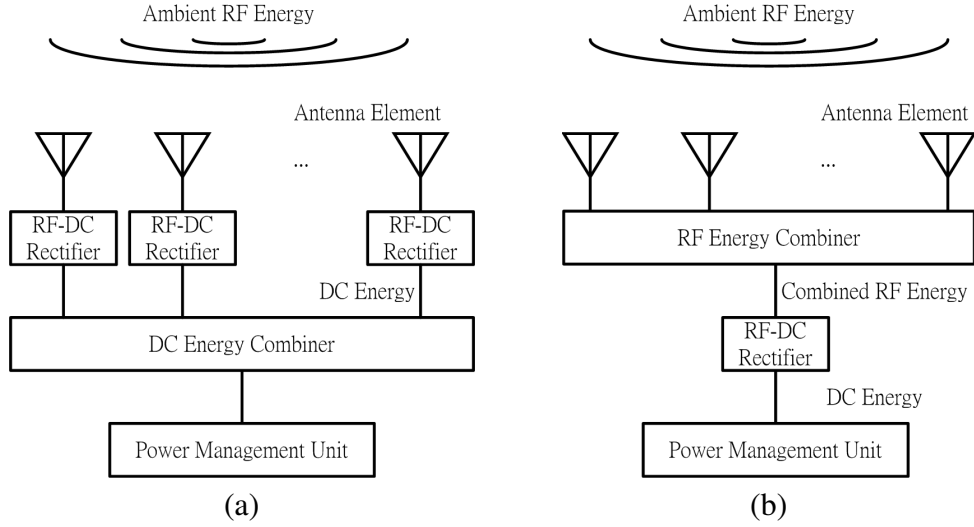 Ambient RF Energy
Antenna Element
...
RF-DC
Rectifier
RF-DC
Rectifier
RF-DC
Rectifier
DC Energy
DC Energy Combiner
Power Management Unit
(a)
Ambient RF Energy
Antenna Element
...
RF Energy Combiner
Combined RF Energy
RF-DC
Rectifier
DC Energy
Power Management Unit
(b)